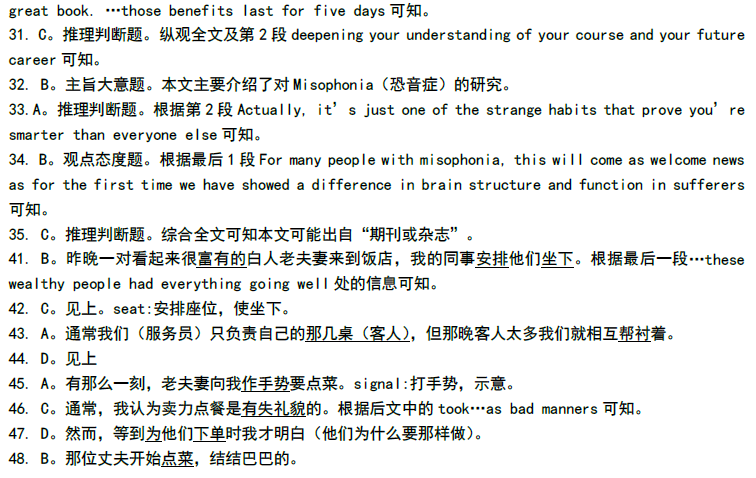 great book. …those benefits last for five days 可知。
31. C。推理判断题。纵观全文及第 2 段 deepening your understanding of your course and your future
career 可知。
32. B。主旨大意题。本文主要介绍了对 Misophonia（恐音症）的研究。
33.A。推理判断题。根据第 2 段 Actually, it’s just one of the strange habits that prove you’re
smarter than everyone else 可知。
34. B。观点态度题。根据最后 1 段 For many people with misophonia, this will come as welcome news
as for the first time we have showed a difference in brain structure and function in sufferers
可知。
35. C。推理判断题。综合全文可知本文可能出自“期刊或杂志”。
41. B。昨晚一对看起来很富有的白人老夫妻来到饭店，我的同事安排他们坐下。根据最后一段…these
wealthy people had everything going well 处的信息可知。
42. C。见上。seat:安排座位，使坐下。
43. A。通常我们（服务员）只负责自己的那几桌（客人），但那晚客人太多我们就相互帮衬着。
44. D。见上
45. A。有那么一刻，老夫妻向我作手势要点菜。signal:打手势，示意。
46. C。通常，我认为卖力点餐是有失礼貌的。根据后文中的 took…as bad manners 可知。
47. D。然而，等到为他们下单时我才明白（他们为什么要那样做）。
48. B。那位丈夫开始点菜，结结巴巴的。